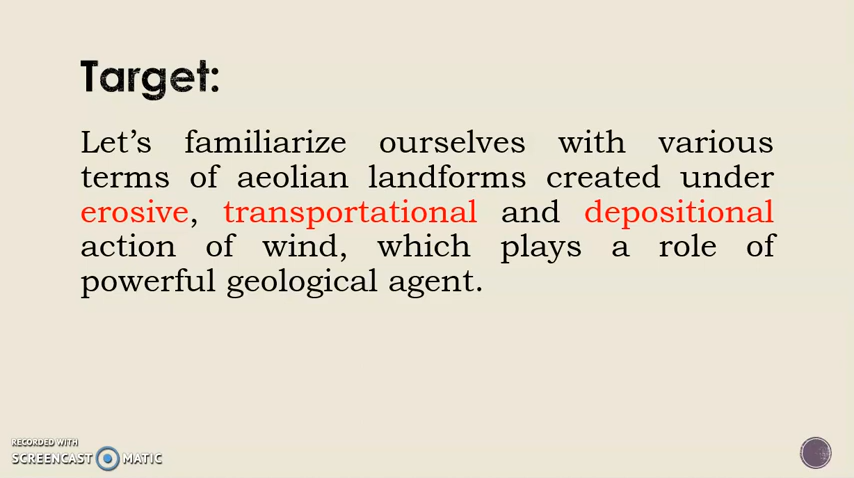 Target:
Let's familiarize ourselves with various
terms of aeolian landforms created under
erosive, transportational and depositional
action of wind, which plays a role of
powerful geological agent.
RECORDED WITH
SCREENCAST MATIC